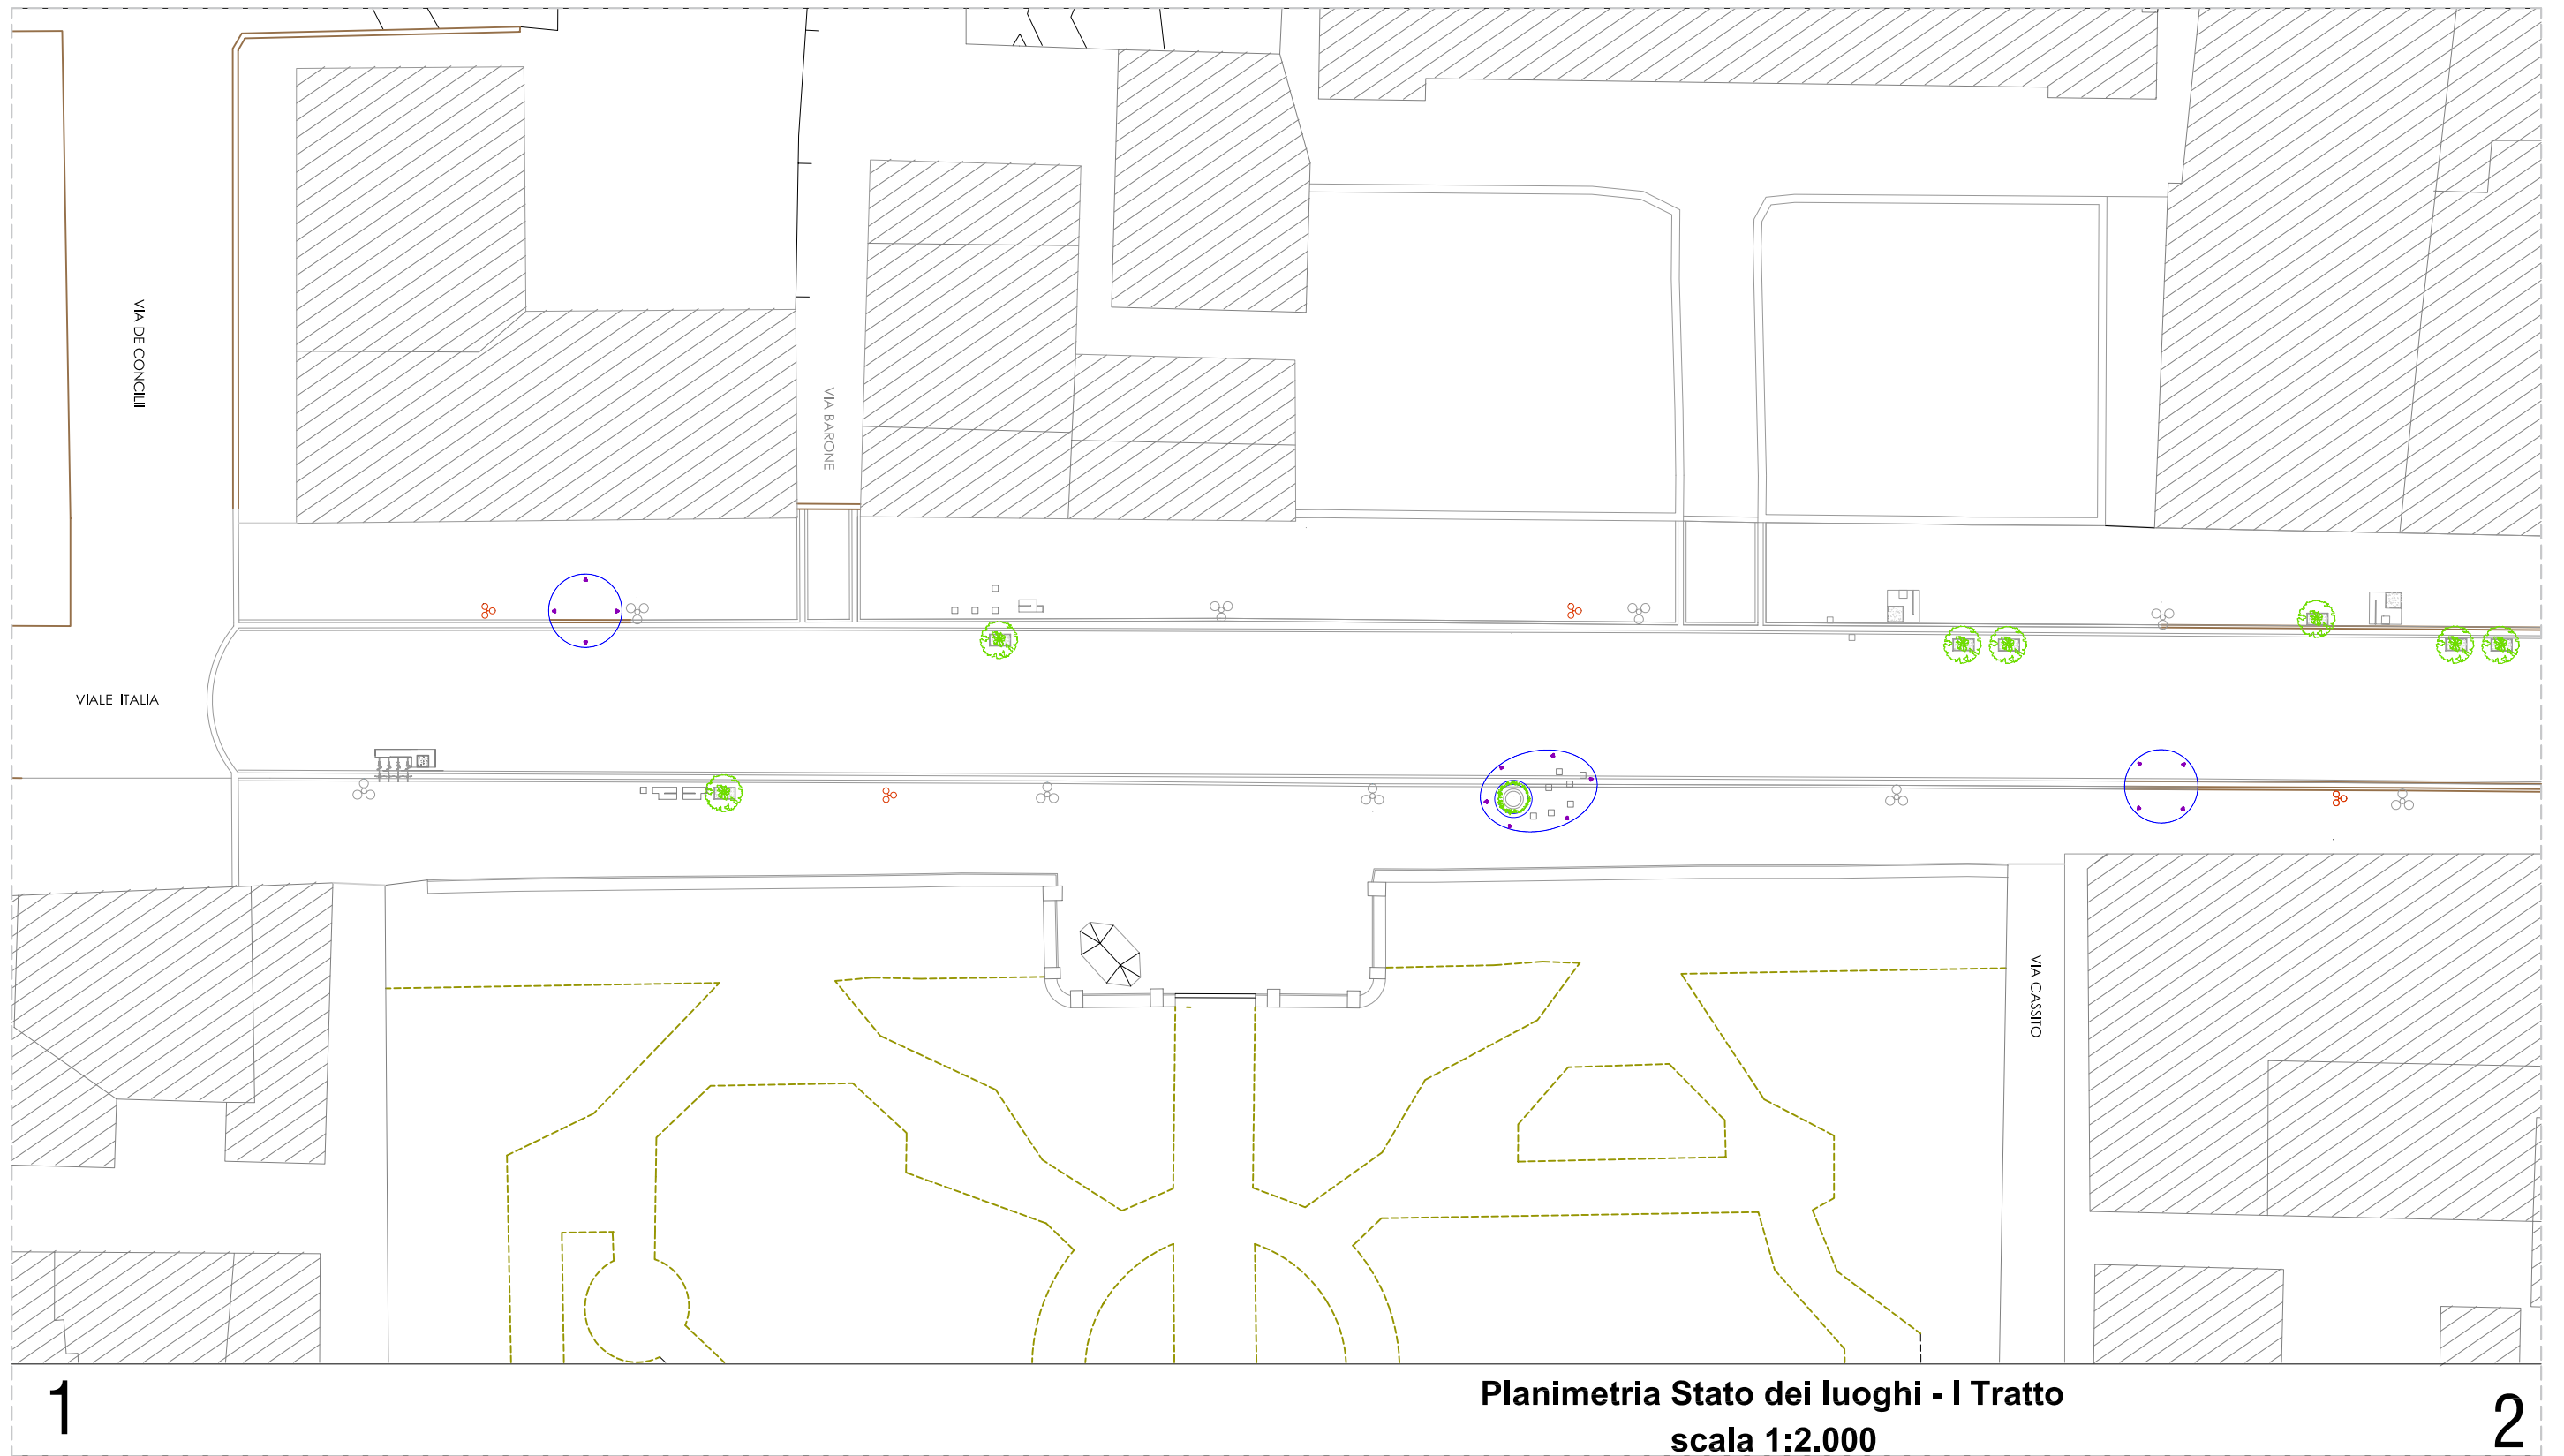 VIA DE CONCILII
VIA BARONE
VIALE ITALIA
VIA CASSITO
1
Planimetria Stato dei luoghi - I Tratto
scala 1:2.000
2